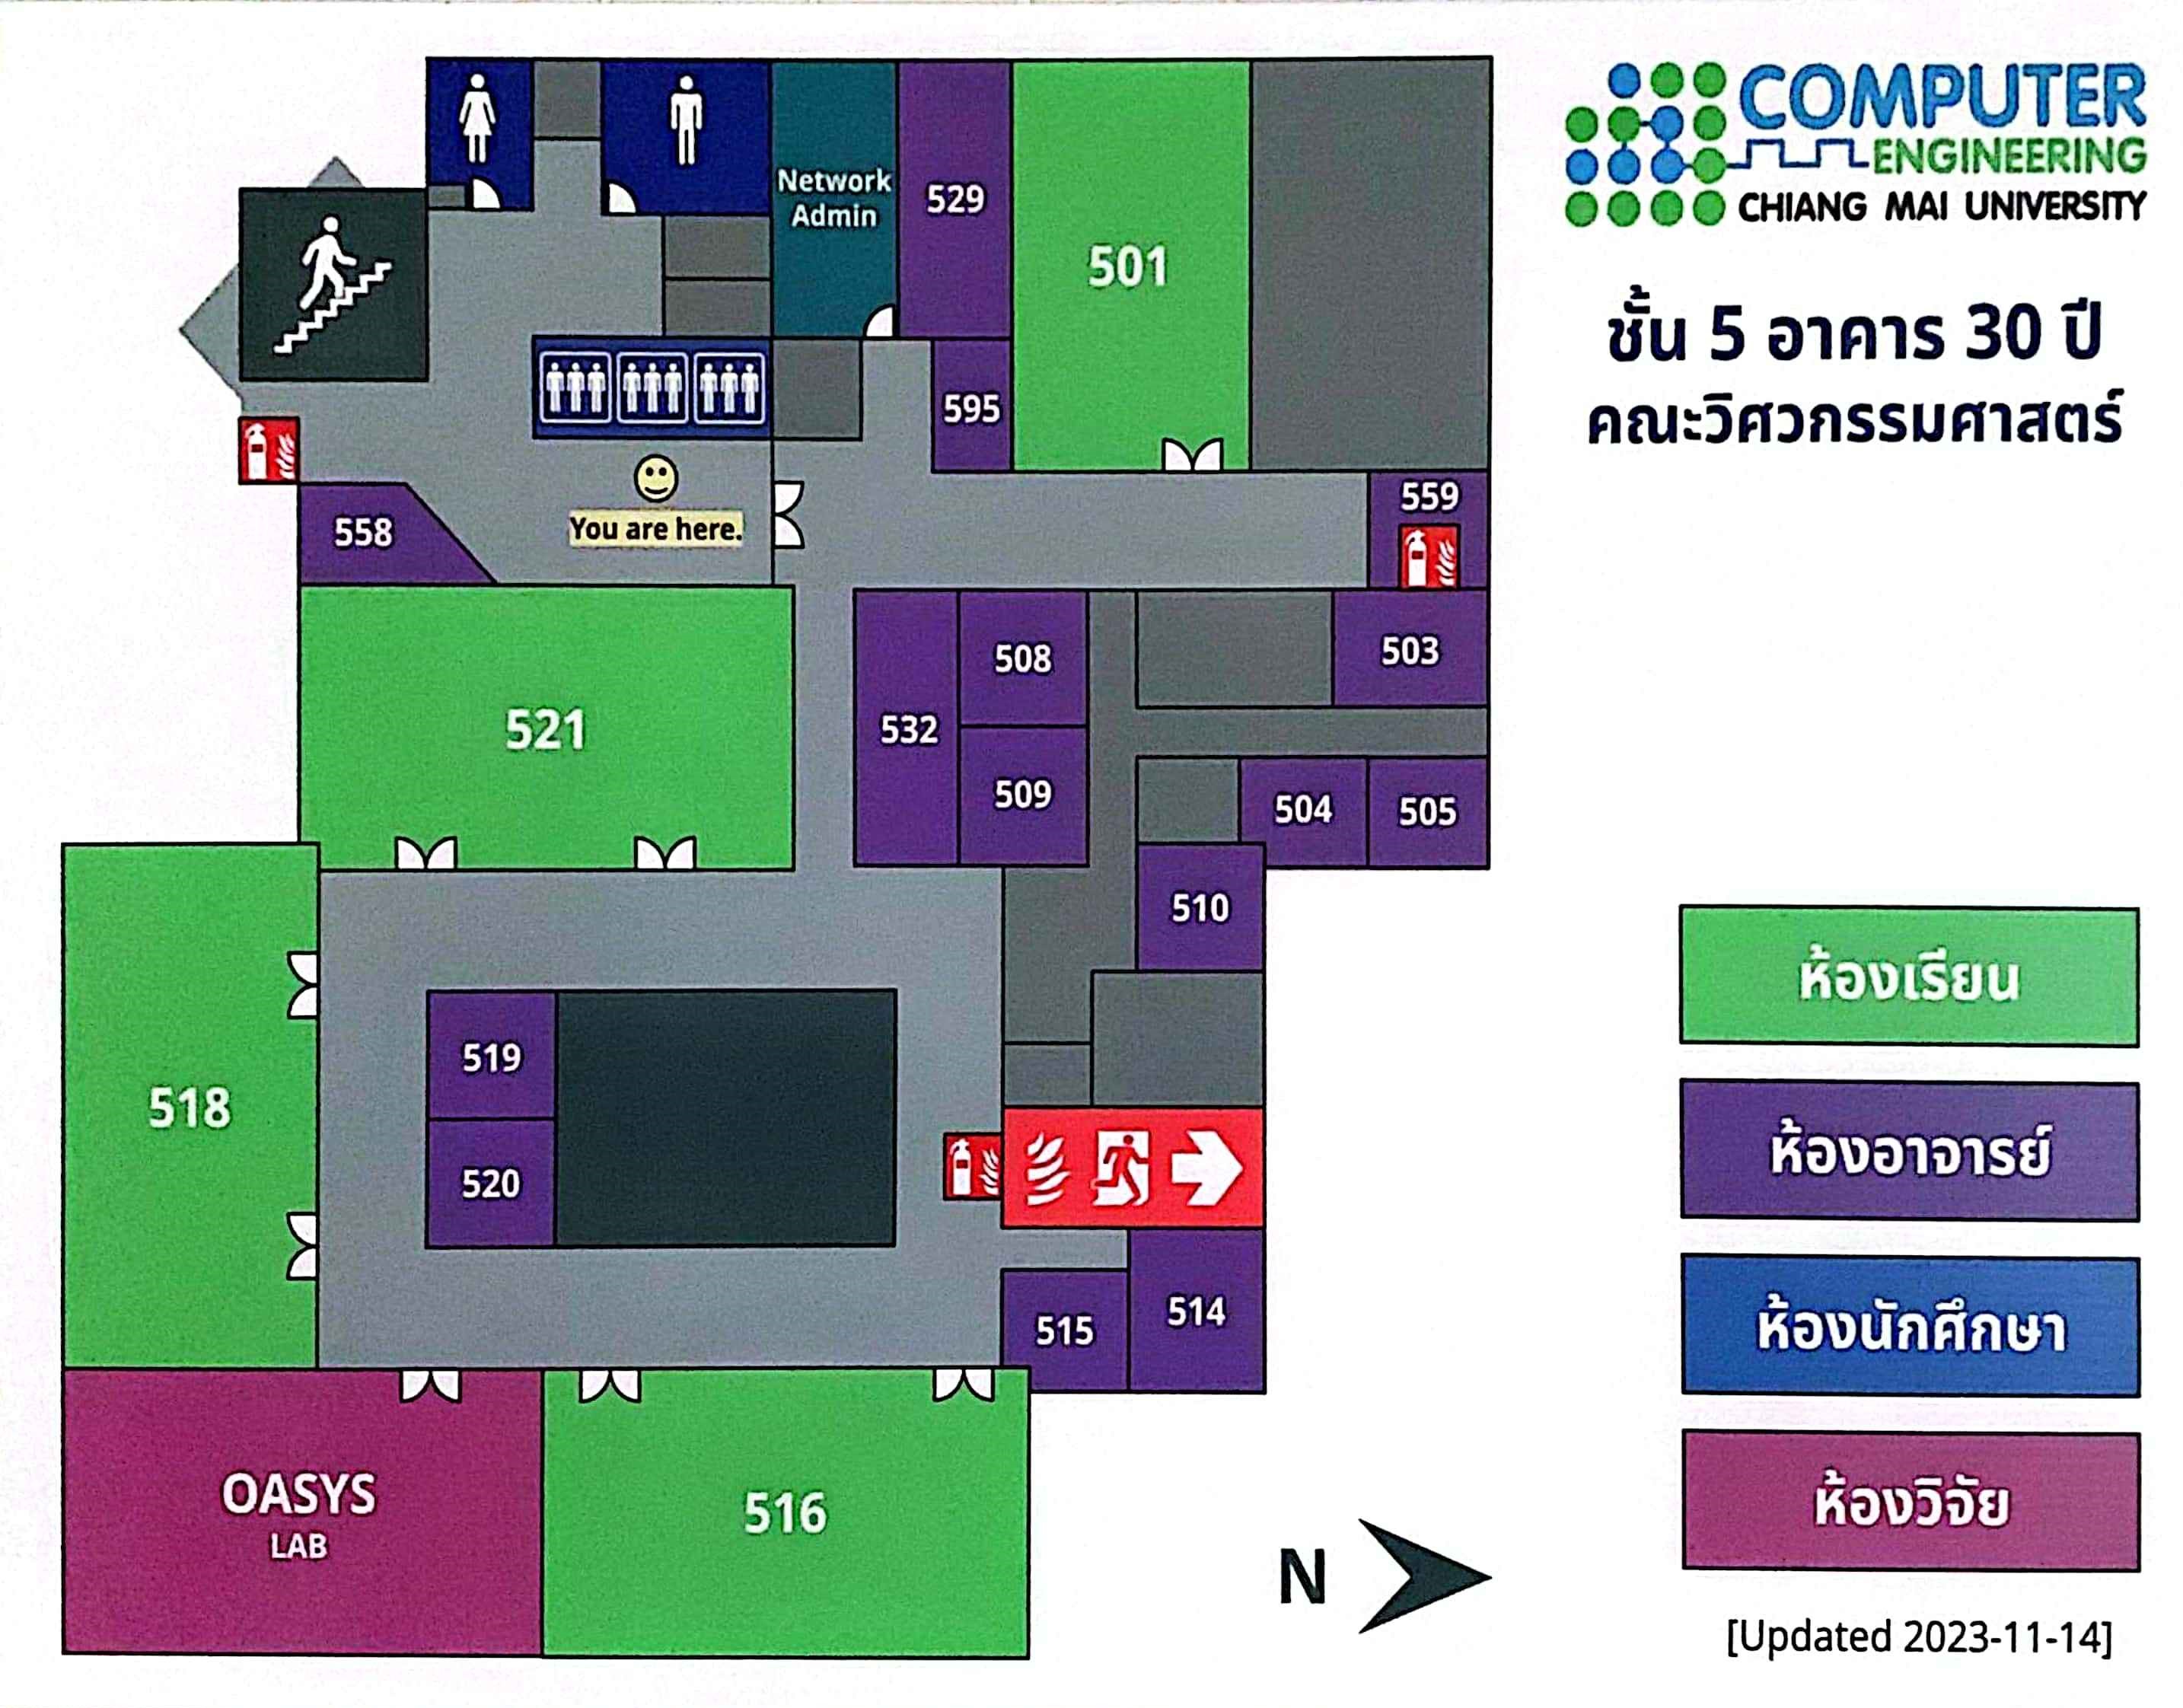 COMPUTER
ENGINEERING
CHIANG MAI UNIVERSITY
ชั้น 5 อาคาร 30 ปี
คณะวิศวกรรมศาสตร์
Network
Admin
529
501
595
559
You are here.
558
508
503
521
532
509
504
505
510
519
518
520
515
514
OASYS
LAB
516
N
ห้องเรียน
ห้องอาจารย์
ห้องนักศึกษา
ห้องวิจัย
[Updated 2023-11-14]